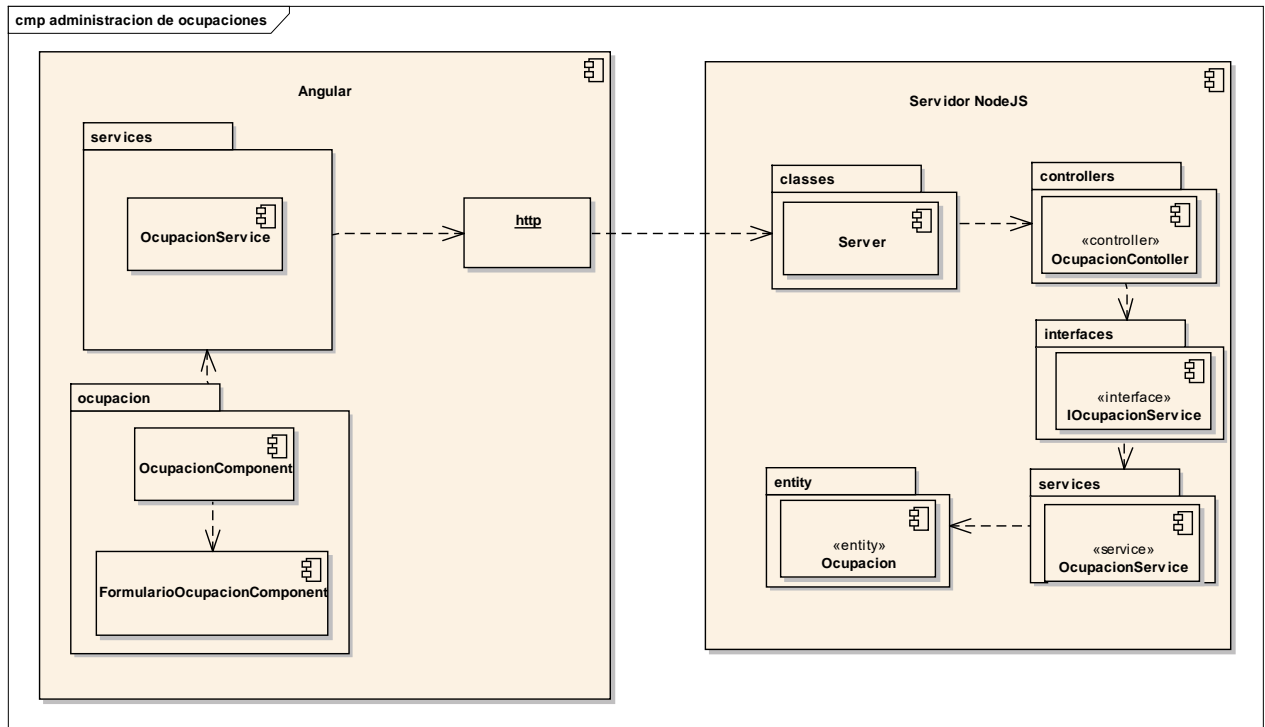 cmp administracion de ocupaciones
Angular
services
OcupacionService
http
ocupacion
OcupacionComponent
FormularioOcupacionComponent
Servidor NodeJS
classes
Server
controllers
«controller»
OcupacionContoller
interfaces
«interface»
IOcupacionService
services
«service»
OcupacionService
entity
«entity»
Ocupacion